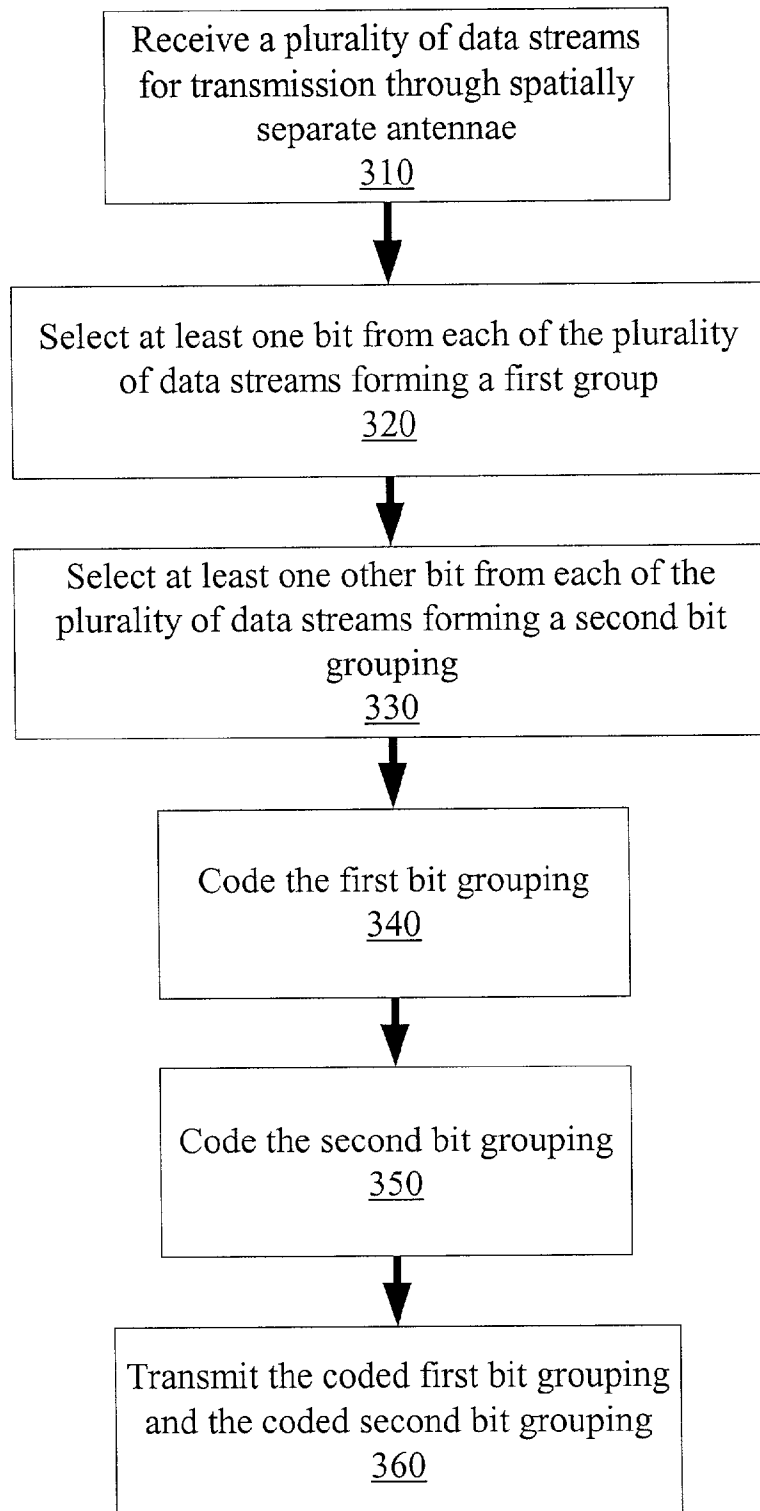 Receive a plurality of data streams
for transmission through spatially
separate antennae
310
Select at least one bit from each of the plurality
of data streams forming a first group
320
Select at least one other bit from each of the
plurality of data streams forming a second bit
grouping
330
Code the first bit grouping
340
Code the second bit grouping
350
Transmit the coded first bit grouping
and the coded second bit grouping
360